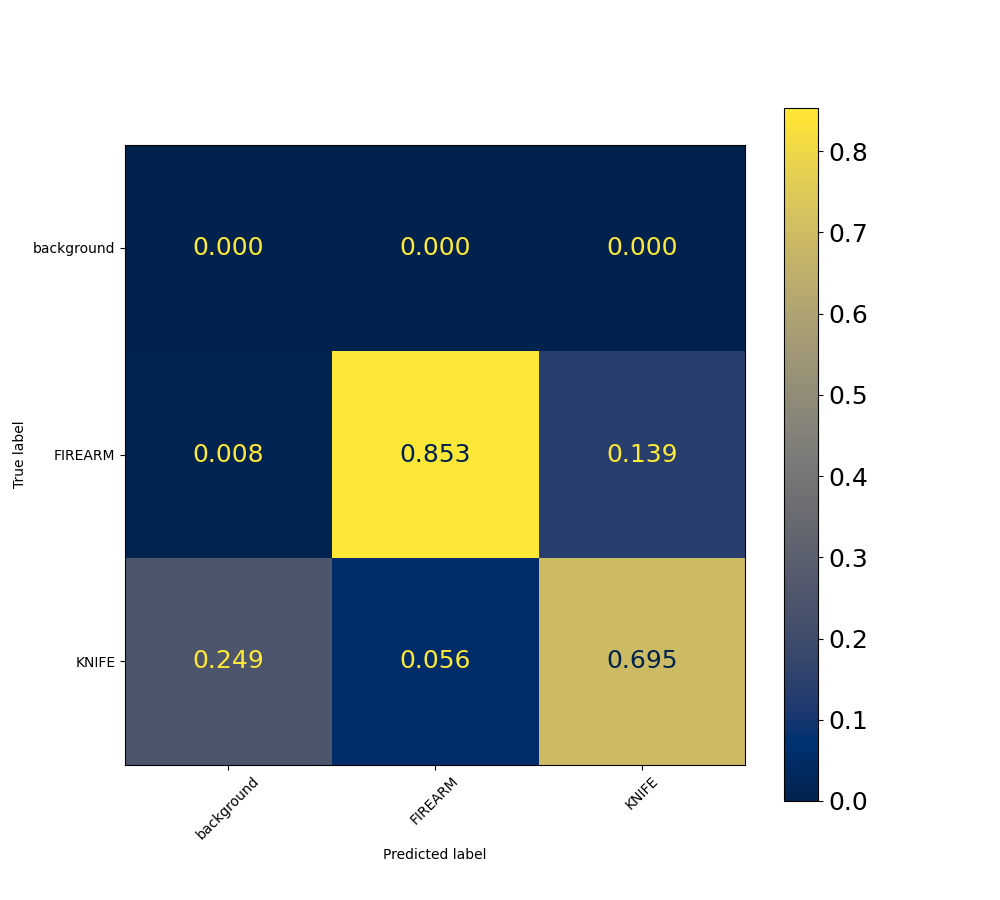 0.8
background 0.000 0.000 0.000
0.7
0.6
0.5
True label
FIREARM 0.008 0.853 0.139
0.4
0.3
KNIFE 0.249 0.056 0.695
0.2
0.1
0.0
background FIREARM KNIFE
Predicted label